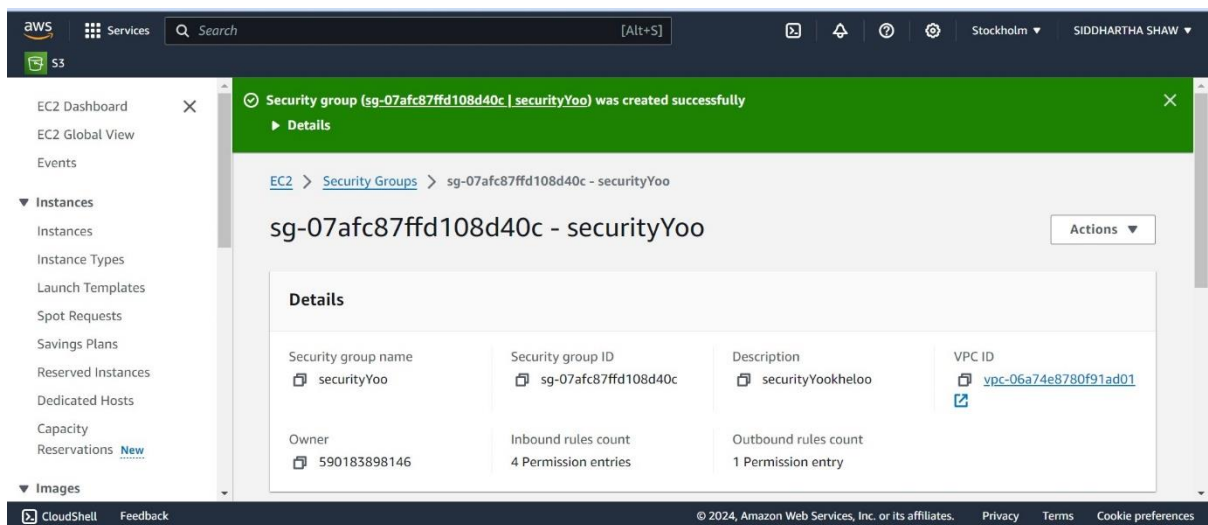 aws
Services
Search
[Alt+S]
Stockholm
SIDDHARTHA SHAW
S3
EC2 Dashboard
EC2 Global View
Events
Instances
Instances
Instance Types
Launch Templates
Spot Requests
Savings Plans
Reserved Instances
Dedicated Hosts
Capacity
Reservations New
Images
Security group (sg-07afc87ffd108d40c | securityYoo) was created successfully
Details
EC2 > Security Groups > sg-07afc87ffd108d40c - securityYoo
sg-07afc87ffd108d40c - securityYoo
Actions
Details
Security group name
securityYoo
Security group ID
sg-07afc87ffd108d40c
Description
securityYookheloo
VPC ID
vpc-06a74e8780f91ad01
Owner
590183898146
Inbound rules count
4 Permission entries
Outbound rules count
1 Permission entry
CloudShell
Feedback
© 2024, Amazon Web Services, Inc. or its affiliates.
Privacy
Terms
Cookie preferences